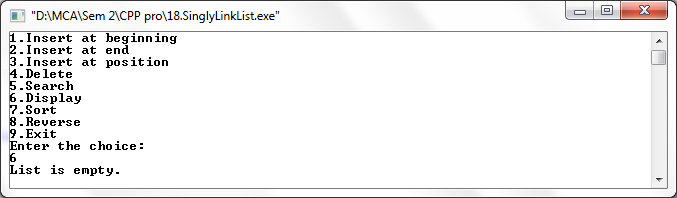 "D:\MCA\Sem 2\CPP pro\18.SinglyLinkList.exe"
1.Insert at beginning
2.Insert at end
3.Insert at position
4.Delete
5.Search
6.Display
7.Sort
8.Reverse
9.Exit
Enter the choice:
6
List is empty.